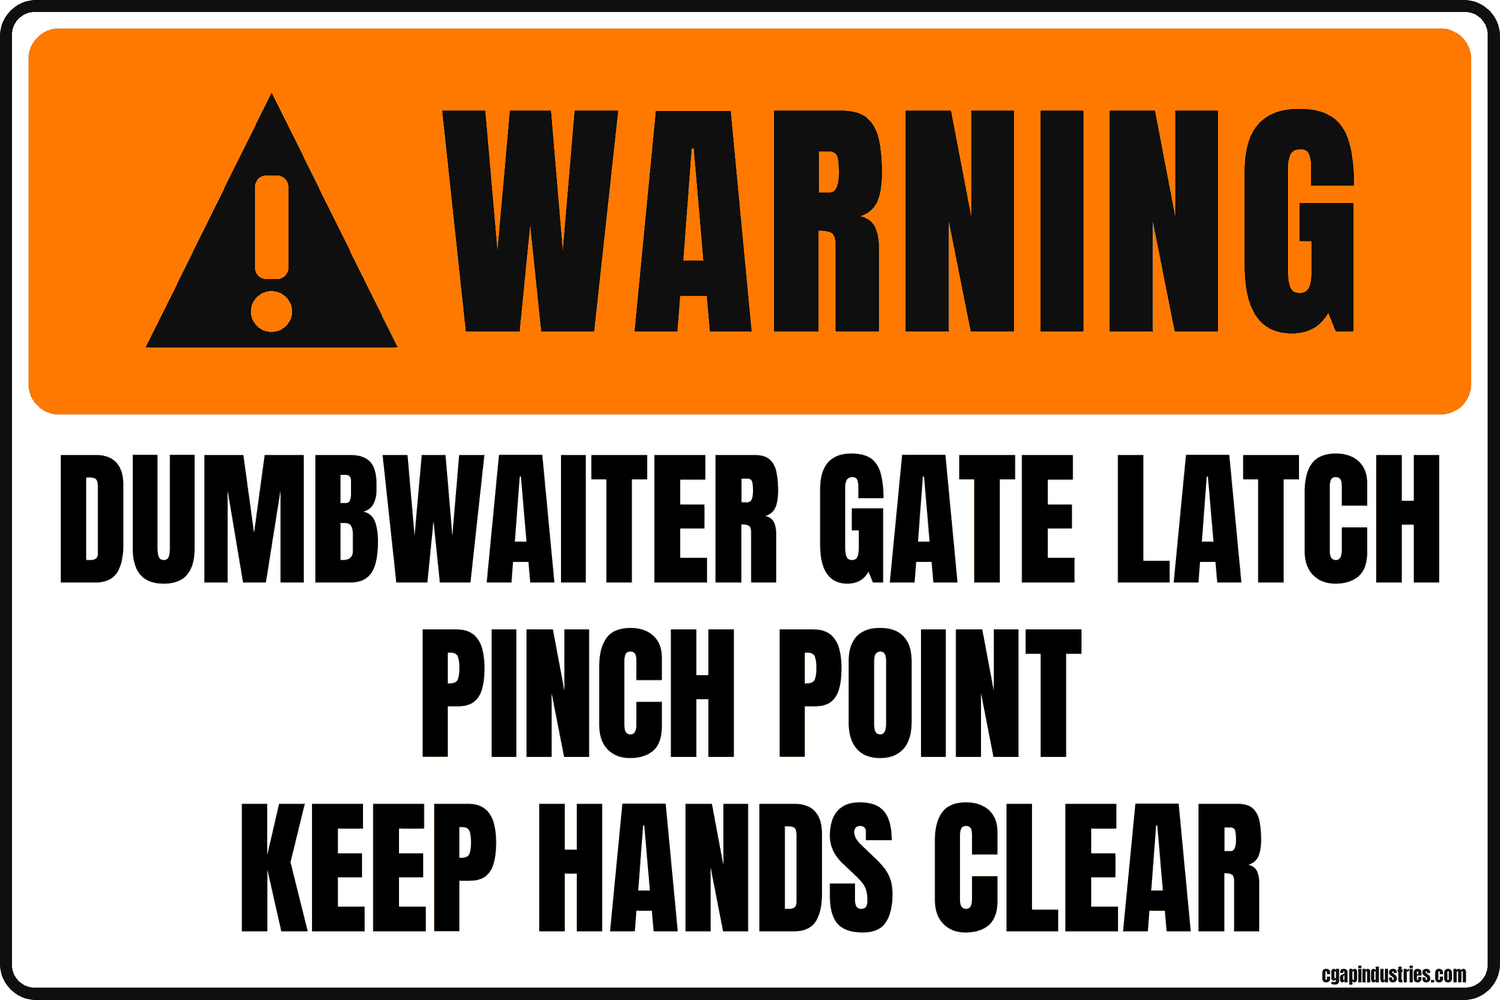 WARNING
DUMBWAITER GATE LATCH
PINCH POINT
KEEP HANDS CLEAR
cgapindustries.com